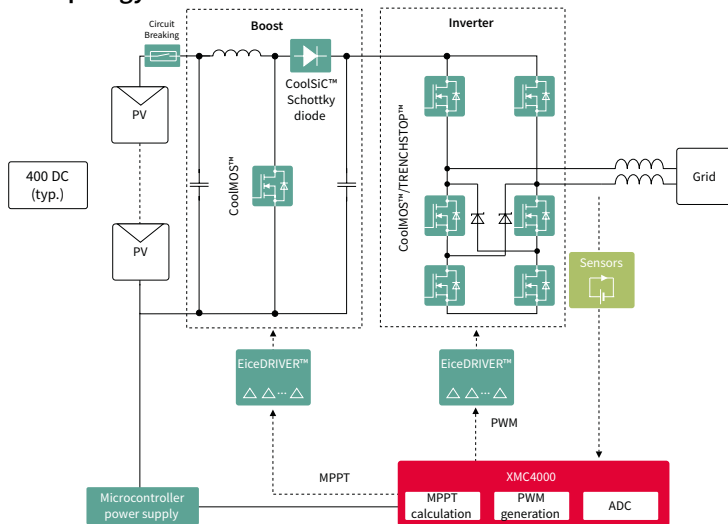 Circuit
Breaking
Boost
Inverter
PV
CoolSiC™
Schottky
diode
CoolMOS™
CoolMOS™/TRENCHSTOP™
400 DC
(typ.)
Grid
PV
Sensors
EiceDRIVER™
EiceDRIVER™
PWM
MPPT
XMC4000
Microcontroller
power supply
MPPT
calculation
PWM
generation
ADC